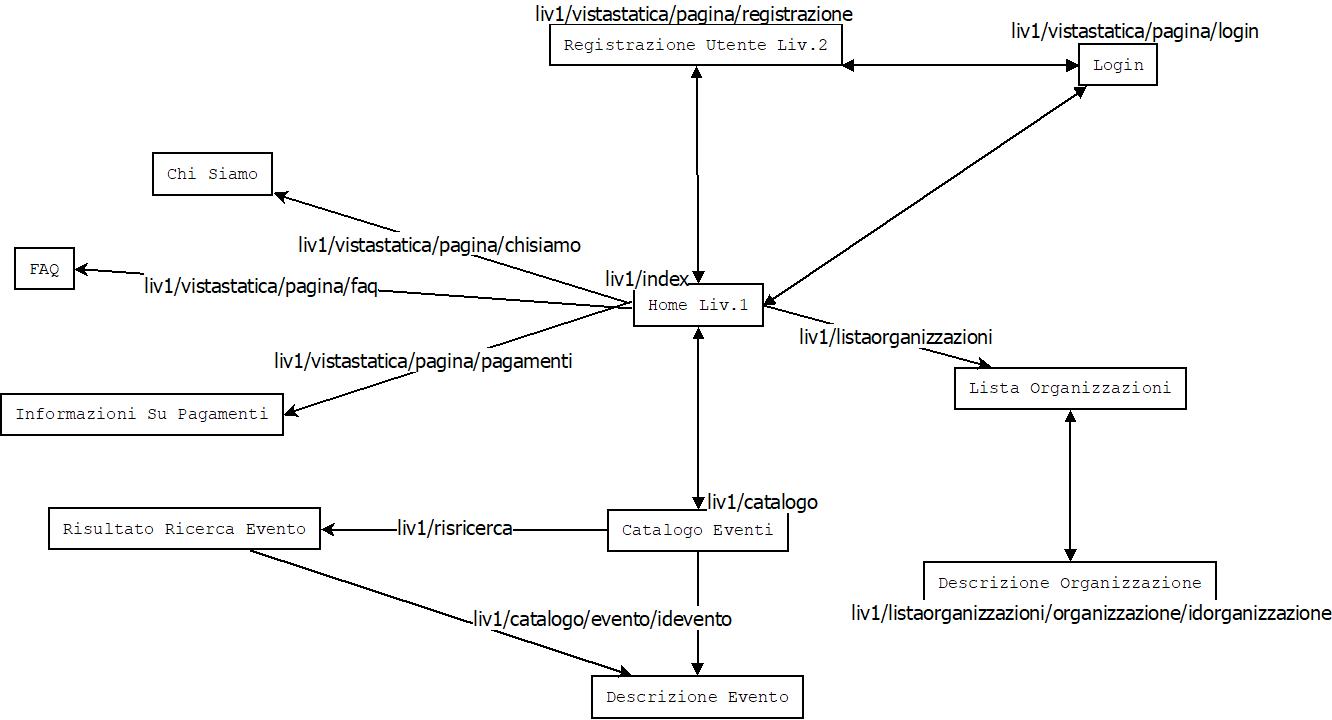 liv1/vistastatica/pagina/registrazione
Registrazione Utente Liv.2
liv1/vistastatica/pagina/login
Login
Chi Siamo
liv1/vistastatica/pagina/chisiamo
FAQ
liv1/vistastatica/pagina/faq
liv1/index
Home Liv.1
liv1/listaorganizzazioni
liv1/vistastatica/pagina/pagamenti
Lista Organizzazioni
Informazioni Su Pagamenti
liv1/catalogo
Risultato Ricerca Evento
liv1/risricerca
Catalogo Eventi
Descrizione Organizzazione
liv1/listaorganizzazioni/organizzazione/idorganizzazione
liv1/catalogo/evento/idevento
Descrizione Evento